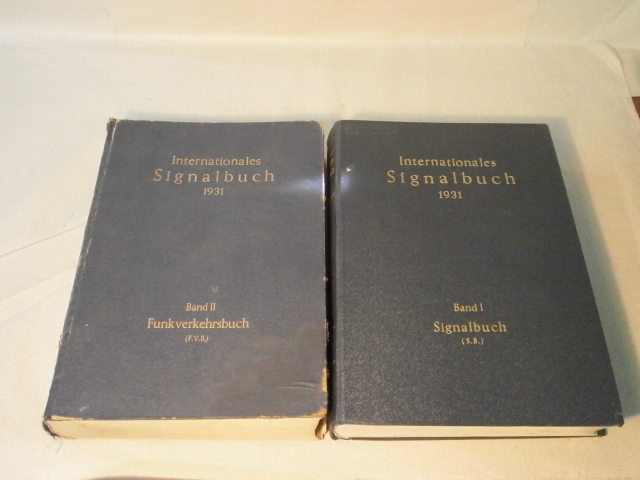 Internationales
Signalbuch
1931
Band II
Funkverkehrsbuch
(F.V.B.)
Internationales
Signalbuch
1931
Band I
Signalbuch
(S.B.)